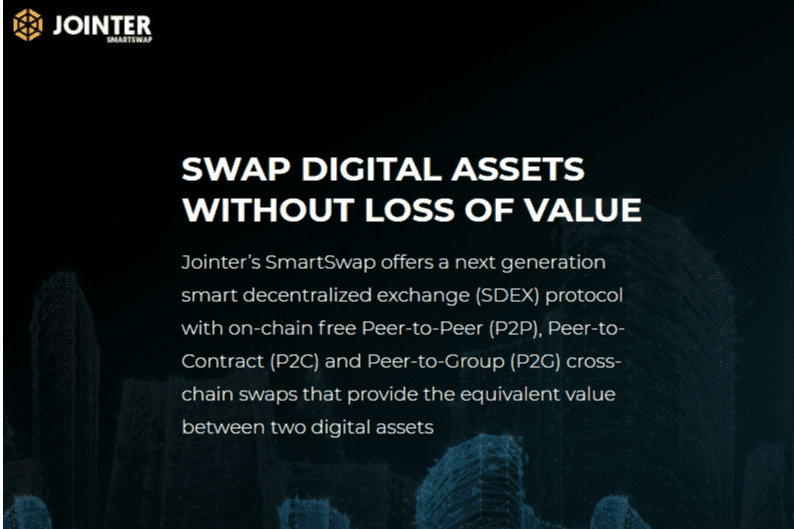 JOINTER
SMARTSWAP
SWAP DIGITAL ASSETS
WITHOUT LOSS OF VALUE
Jointer’s SmartSwap offers a next generation
smart decentralized exchange (SDEX) protocol
with on-chain free Peer-to-Peer (P2P), Peer-to-
Contract (P2C) and Peer-to-Group (P2G) cross-
chain swaps that provide the equivalent value
between two digital assets